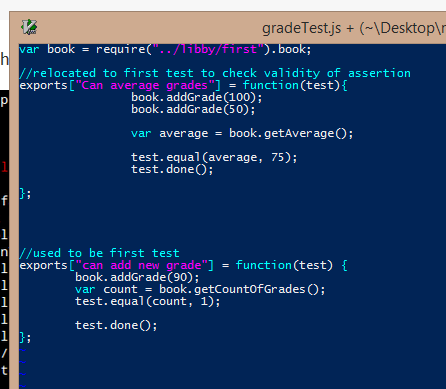 gradeTest.js + (~\Desktop\
var book = require("../libby/first").book;
//relocated to first test to check validity of assertion
exports["Can average grades"] = function(test){
book.addGrade(100);
book.addGrade(50);
var average = book.getAverage();
test.equal(average, 75);
test.done();
};
//used to be first test
exports["can add new grade"] = function(test) {
book.addGrade(90);
var count = book.getCountOfGrades();
test.equal(count, 1);
test.done();
};